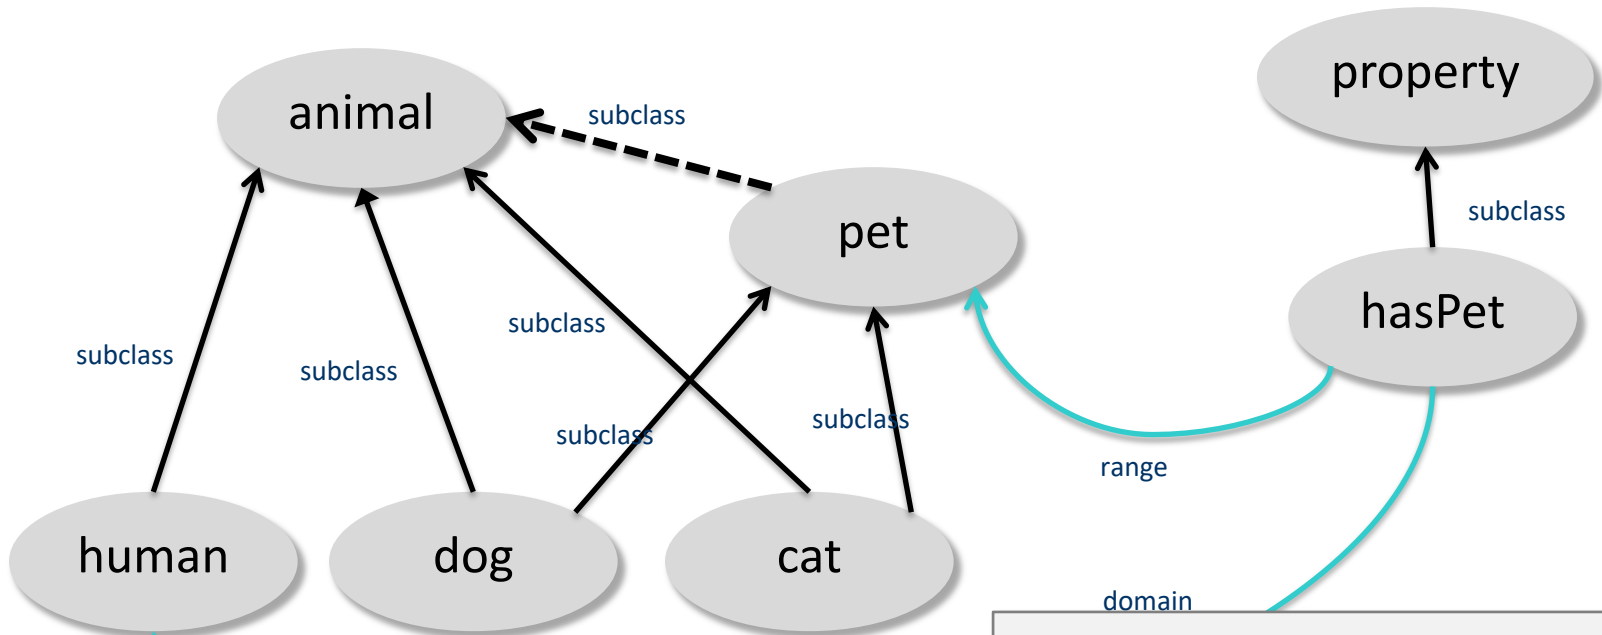 property
animal
subclass
subclass
pet
hasPet
subclass
subclass
subclass
subclass
subclass
range
human
dog
cat
domain